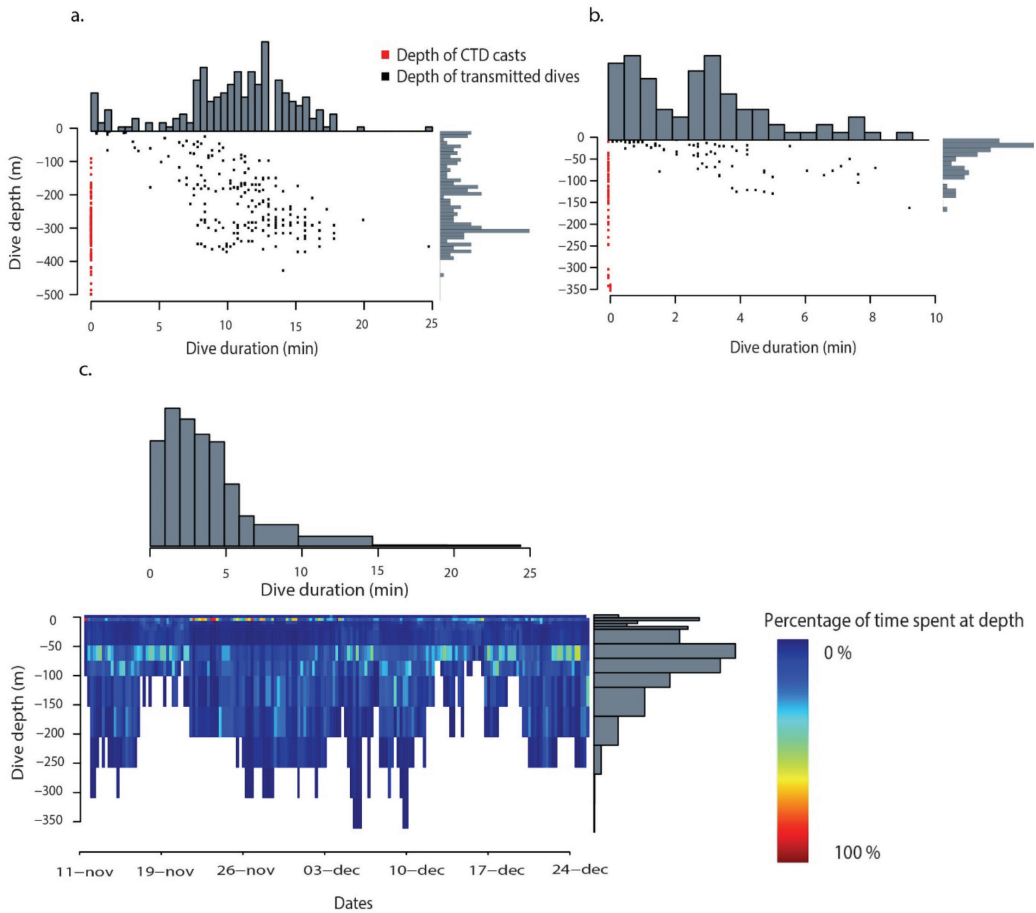 a.
b.
Depth of CTD casts
Depth of transmitted dives
0
−100
−200
−300
−400
−500
Dive depth (m)
0 5 10 15 20 25
Dive duration (min)
0
−50
−100
−150
−200
−250
−300
−350
0 2 4 6 8 10
Dive duration (min)
c.
0 5 10 15 20 25
Dive duration (min)
0
−50
−100
−150
−200
−250
−300
−350
Dive depth (m)
11−nov 19−nov 26−nov 03−dec 10−dec 17−dec 24−dec
Dates
Percentage of time spent at depth
0 %
100 %